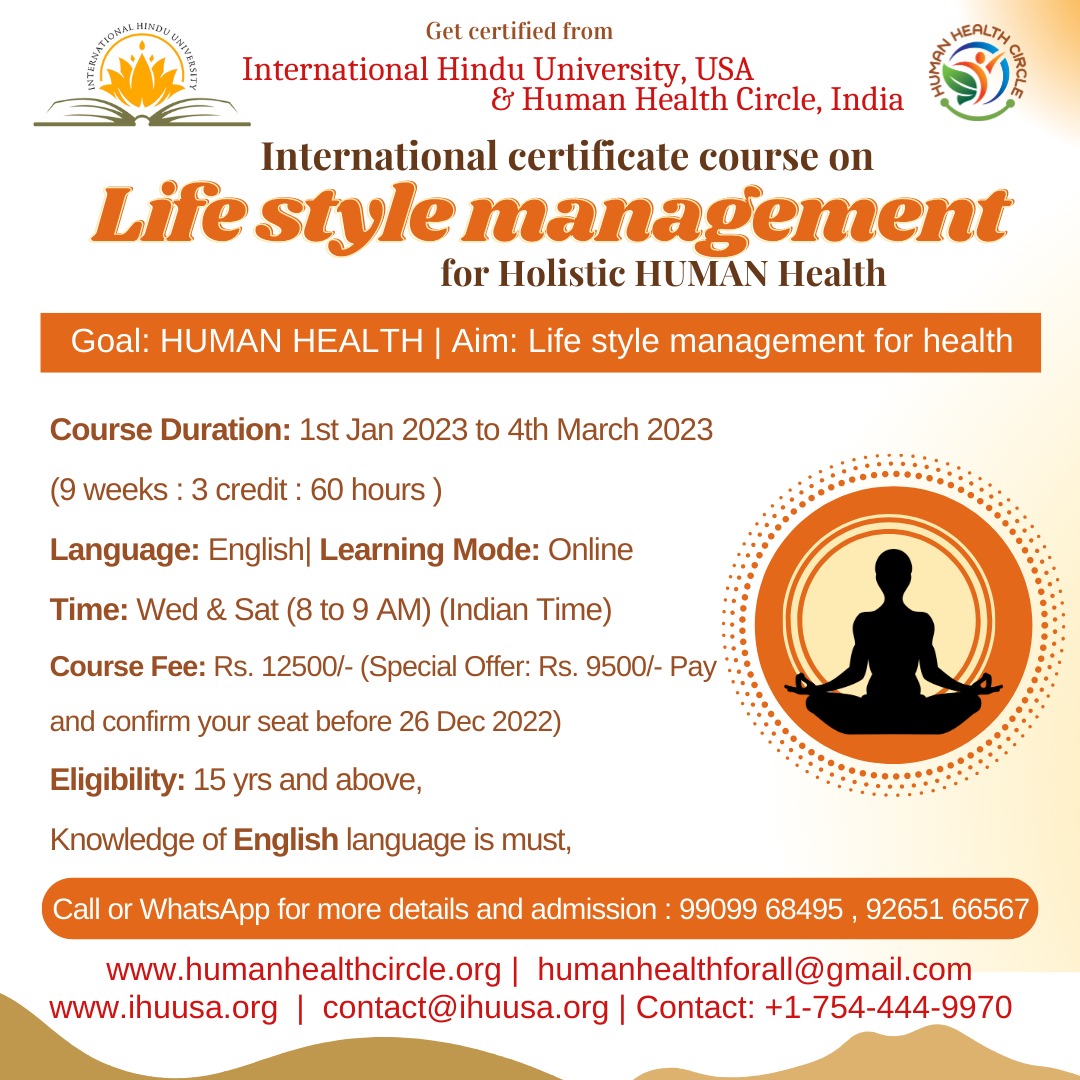 INTERNATIONAL HINDU UNIVERSITY
Get certified from
International Hindu University, USA
& Human Health Circle, India
HUMAN HEALTH CIRCLE
International certificate course on
Life style management
for Holistic HUMAN Health
Goal: HUMAN HEALTH | Aim: Life style management for health
Course Duration: 1st Jan 2023 to 4th March 2023
(9 weeks : 3 credit : 60 hours )
Language: English| Learning Mode: Online
Time: Wed & Sat (8 to 9 AM) (Indian Time)
Course Fee: Rs. 12500/- (Special Offer: Rs. 9500/- Pay
and confirm your seat before 26 Dec 2022)
Eligibility: 15 yrs and above,
Knowledge of English language is must,
Call or WhatsApp for more details and admission : 99099 68495 , 92651 66567
www.humanhealthcircle.org | humanhealthforall@gmail.com
www.ihuusa.org | contact@ihuusa.org | Contact: +1-754-444-9970